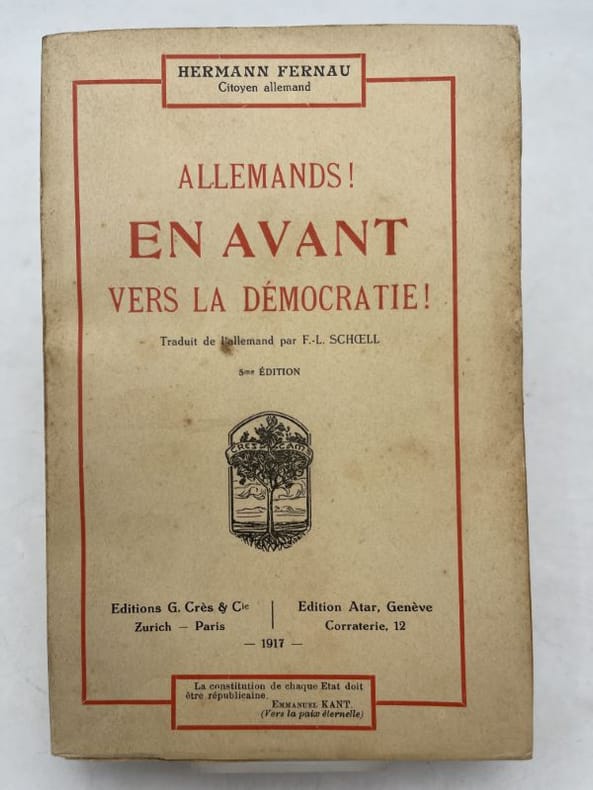 HERMANN FERNAU
Citoyen allemand
ALLEMANDS!
EN AVANT
VERS LA DÉMOCRATIE!
Traduit de l'allemand par F.-L. SCHŒLL
5me ÉDITION
Editions G. Crès & Cie
Zurich — Paris
Edition Atar, Genève
Corraterie, 12
— 1917 —
La constitution de chaque Etat doit
être républicaine.
EMMANUEL KANT.
(Vers la paix éternelle)